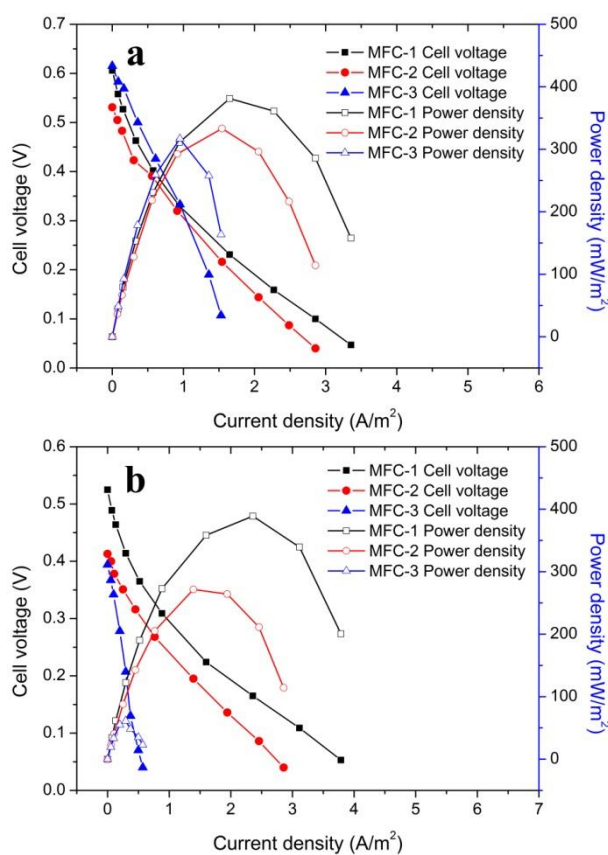 a
MFC-1 Cell voltage
MFC-2 Cell voltage
MFC-3 Cell voltage
MFC-1 Power density
MFC-2 Power density
MFC-3 Power density
Cell voltage (V)
0.7
0.6
0.5
0.4
0.3
0.2
0.1
0.0
Power density (mW/m²)
500
400
300
200
100
0
0 1 2 3 4 5 6
Current density (A/m²)
b
MFC-1 Cell voltage
MFC-2 Cell voltage
MFC-3 Cell voltage
MFC-1 Power density
MFC-2 Power density
MFC-3 Power density
Cell voltage (V)
0.6
0.5
0.4
0.3
0.2
0.1
0.0
Power density (mW/m²)
500
400
300
200
100
0
0 1 2 3 4 5 6 7
Current density (A/m²)